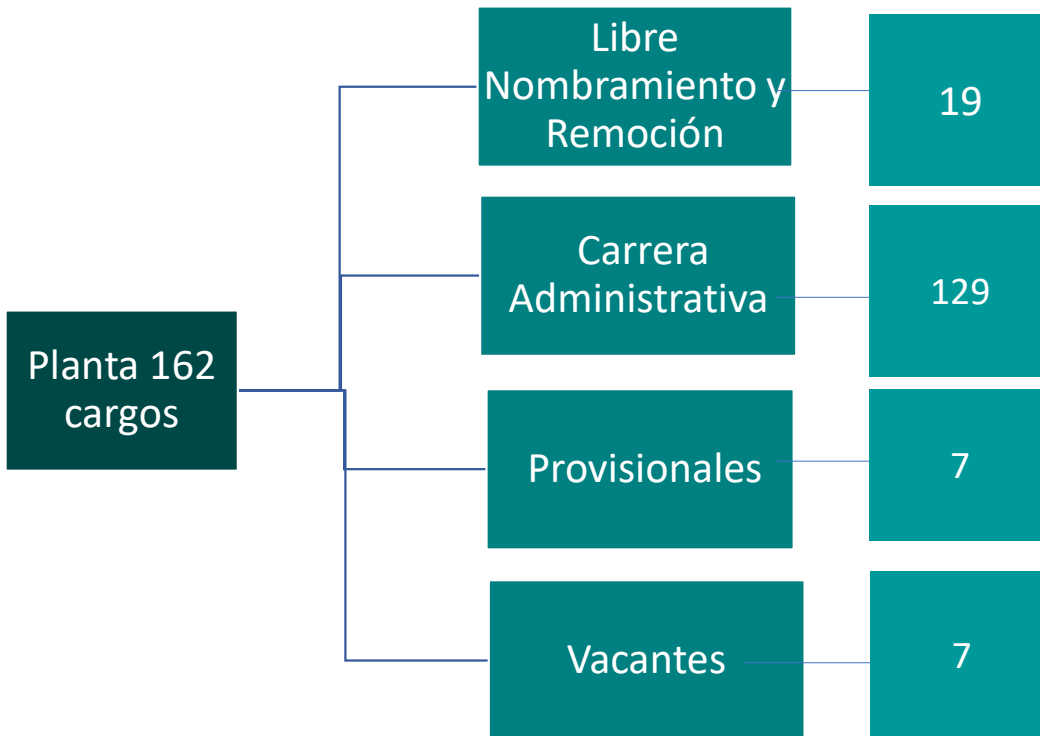 Planta 162
cargos
Libre
Nombramiento y
Remoción
19
Carrera
Administrativa
129
Provisionales
7
Vacantes
7